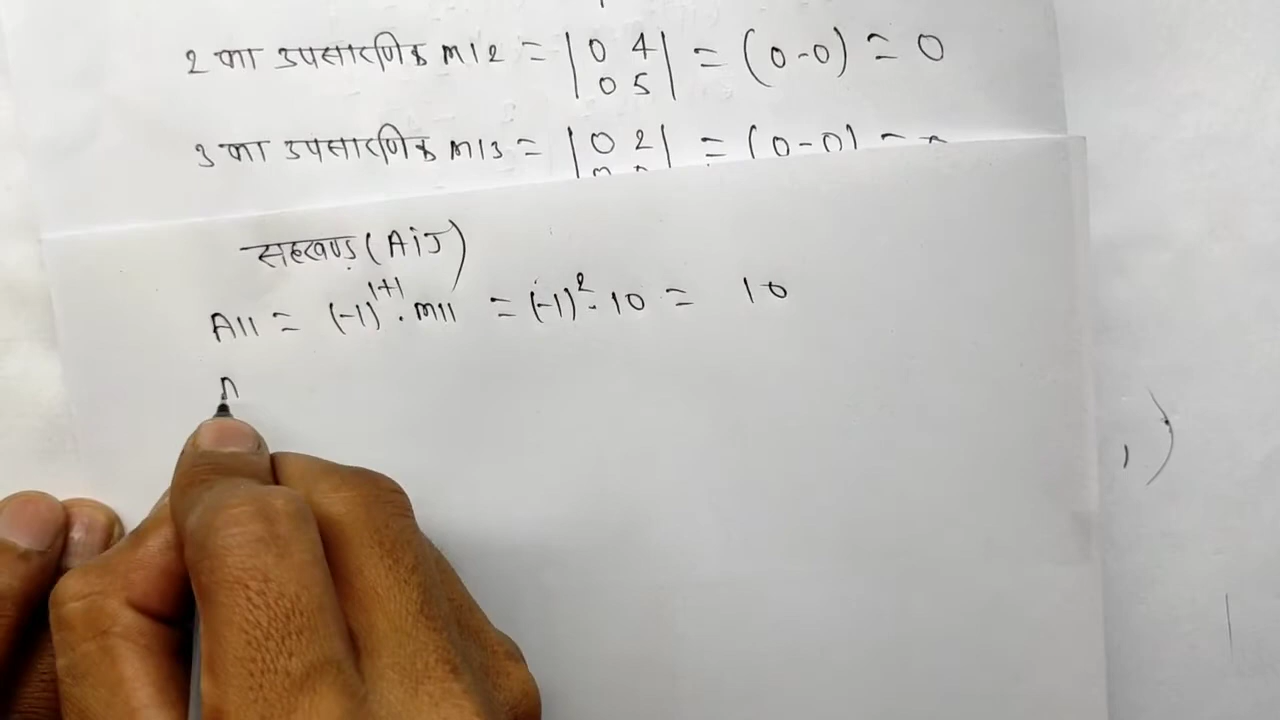 2 का उपसारणिक M12 = | 0 4 | = (0-0) = 0
| 0 5 |
3 का उपसारणिक M13 = | 0 2 | = (0-0) =
सहखण्ड (Aij)
A11 = (-1)^1+1 . M11 = (-1)^2 . 10 = 10